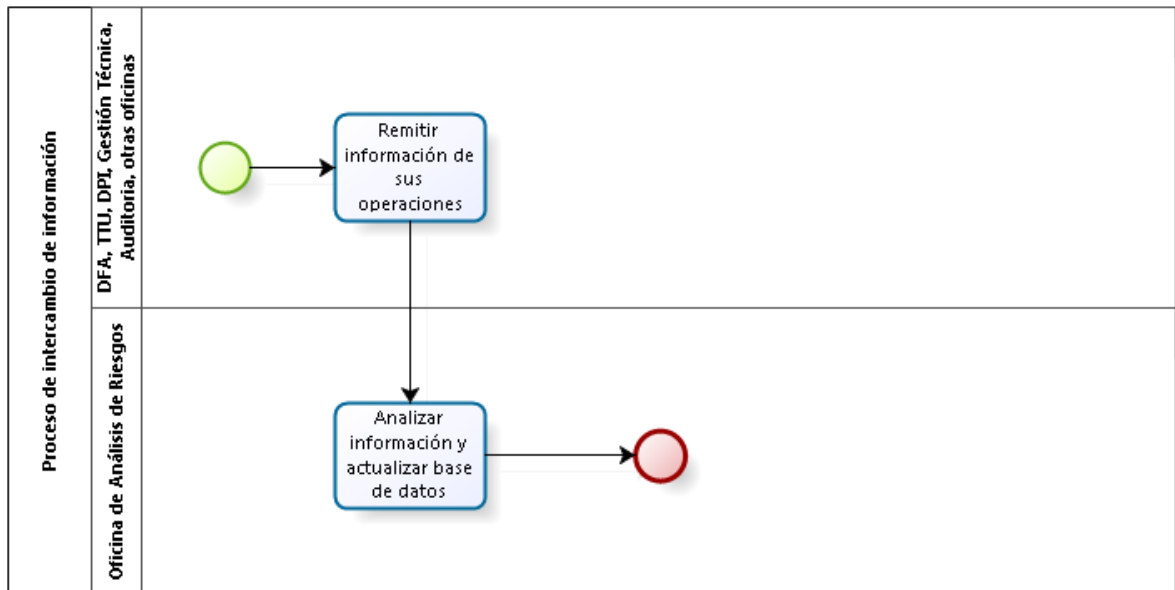 Proceso de intercambio de información
DFA, TTU, DPI, Gestión Técnica,
Auditoria, otras oficinas
Remitir
información de
sus
operaciones
Oficina de Análisis de Riesgos
Analizar
información y
actualizar base
de datos